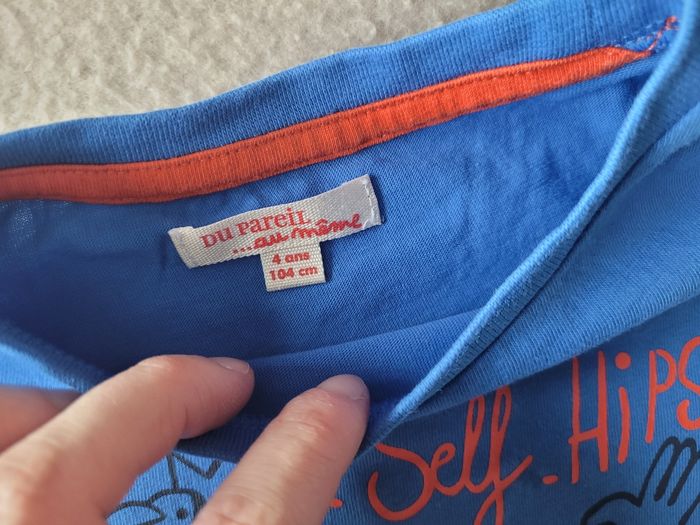 DU PAREIL
...au même
4 ans
104 cm
Self-Hips